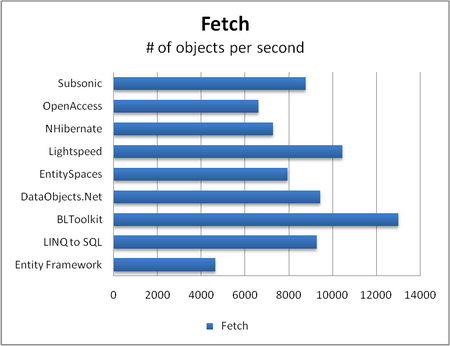 Fetch
# of objects per second
Subsonic
OpenAccess
NHibernate
Lightspeed
EntitySpaces
DataObjects.Net
BLToolkit
LINQ to SQL
Entity Framework
0 2000 4000 6000 8000 10000 12000 14000
Fetch